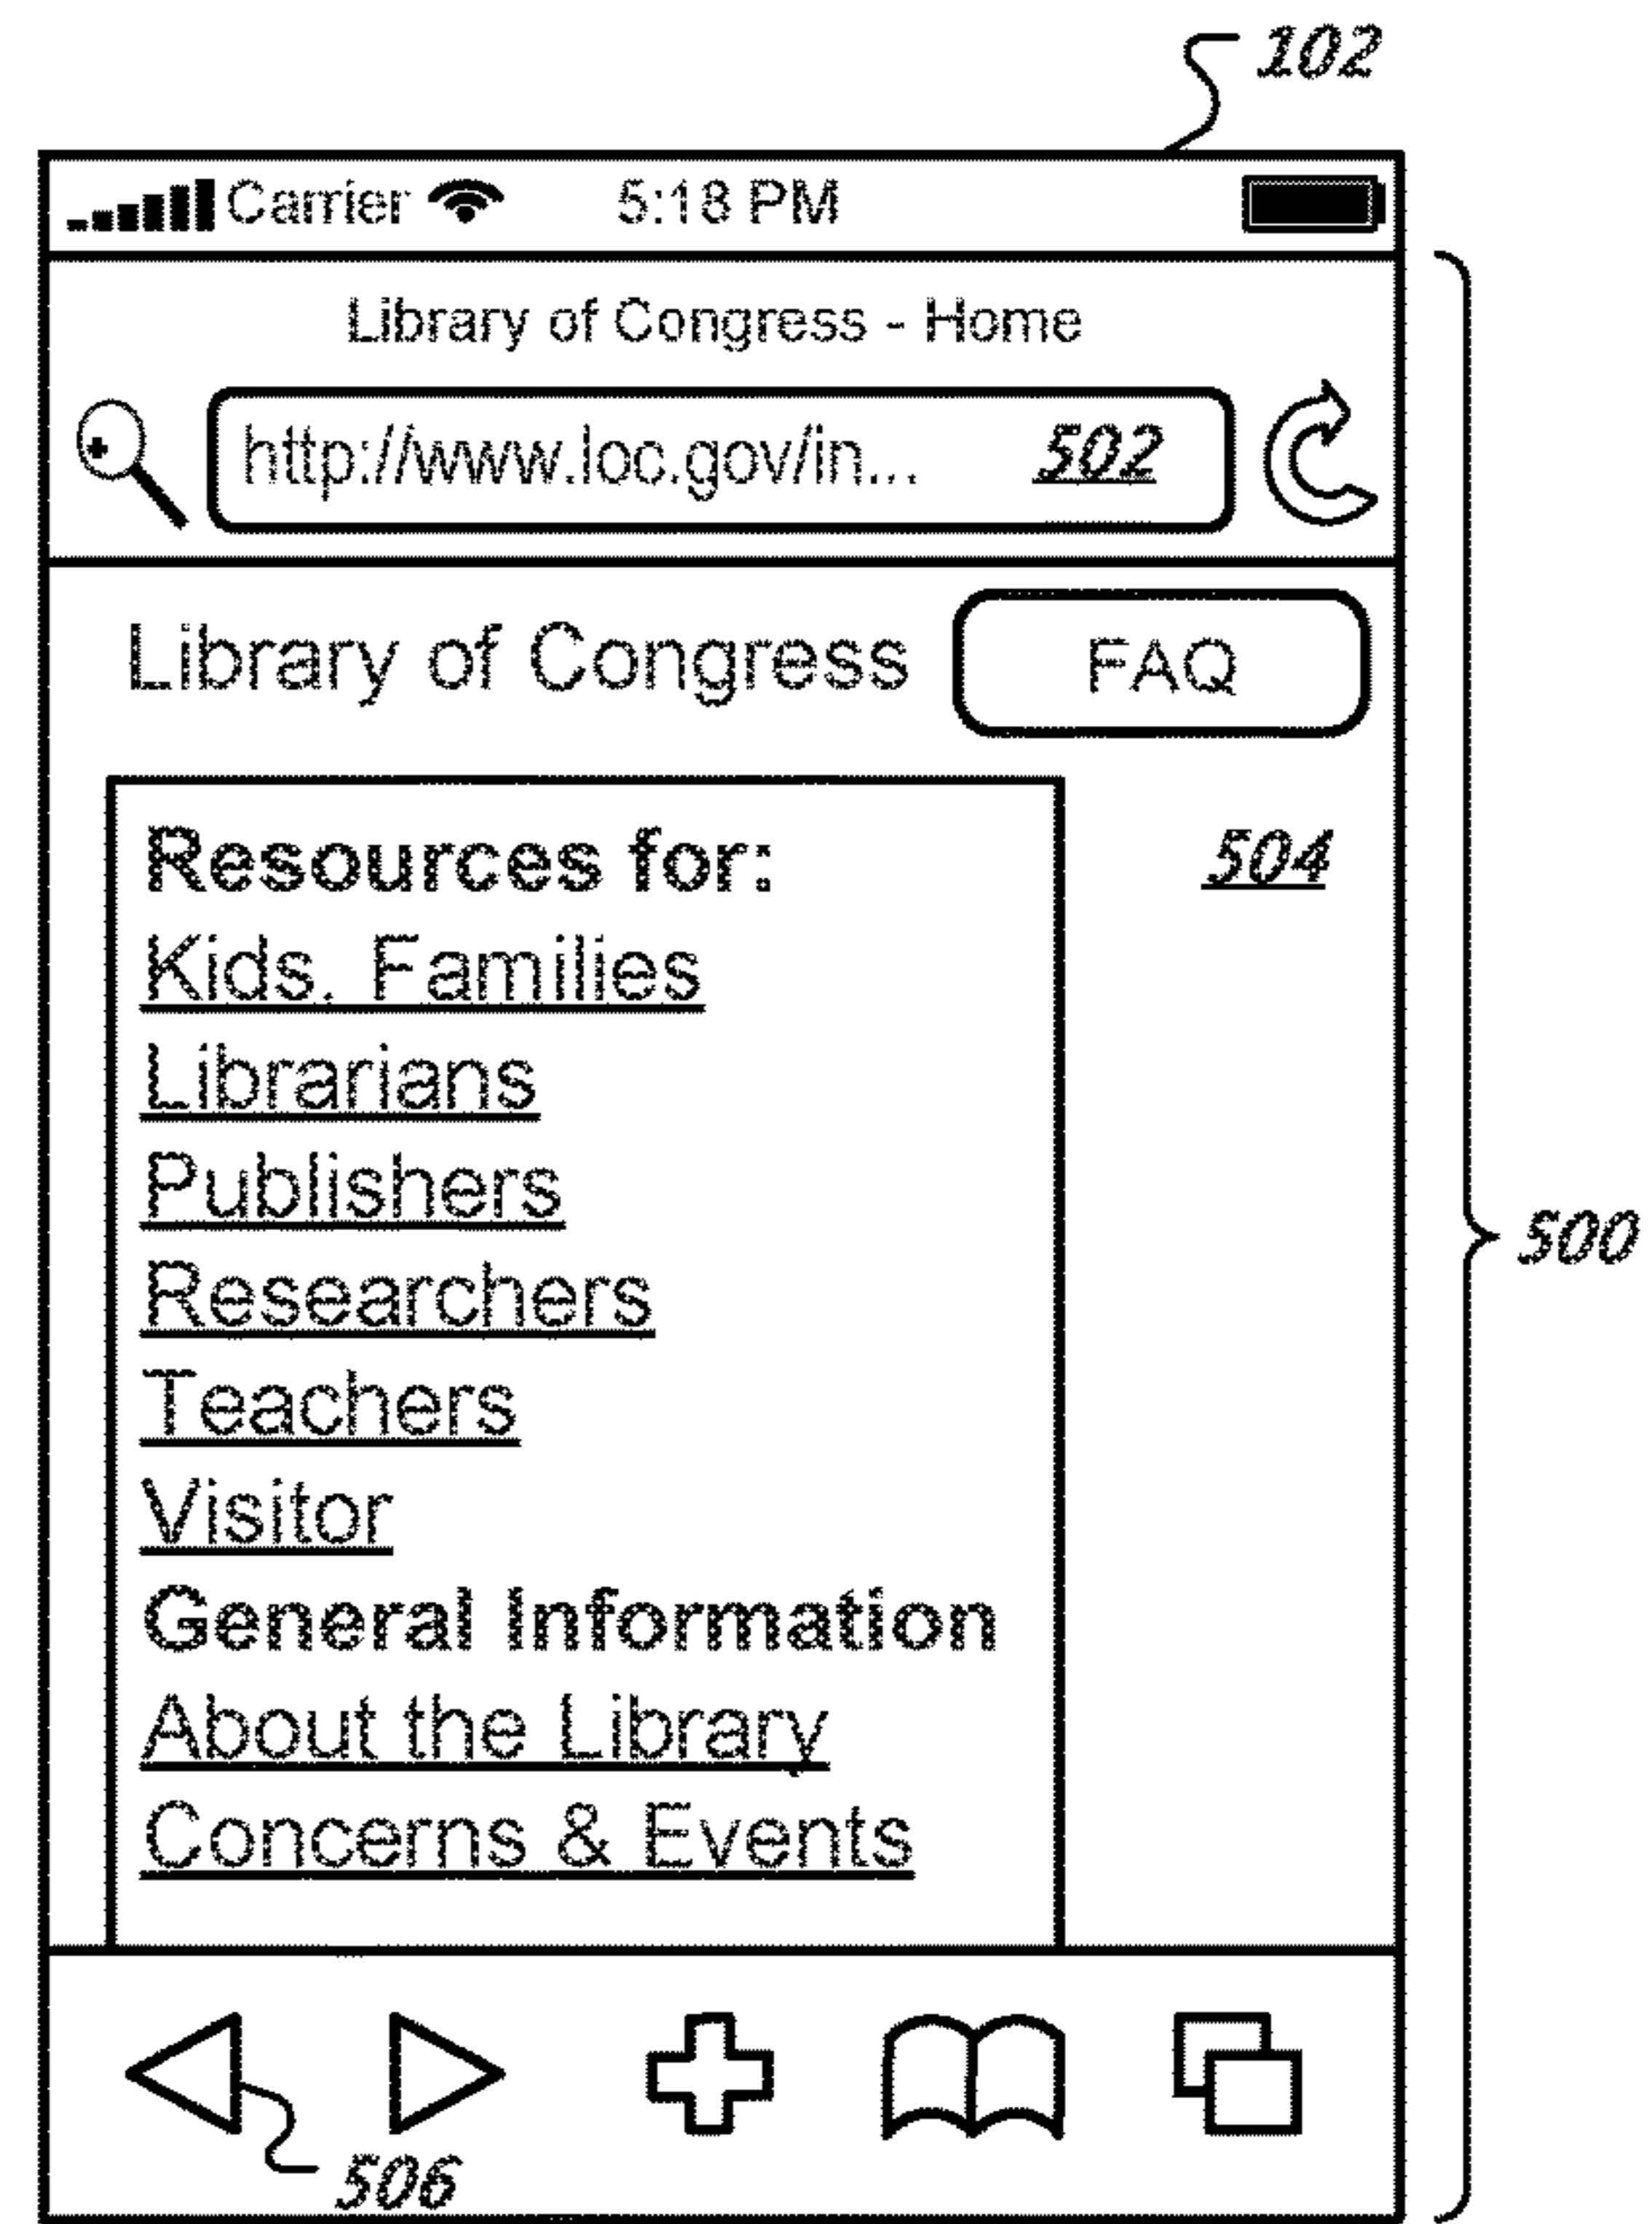 102
Carrier 5:18 PM
Library of Congress - Home
http://www.loc.gov/in... 502
Library of Congress FAQ
Resources for:
504
Kids. Families
Librarians
Publishers
Researchers
500
Teachers
Visitor
General Information
About the Library
Concerns & Events
506